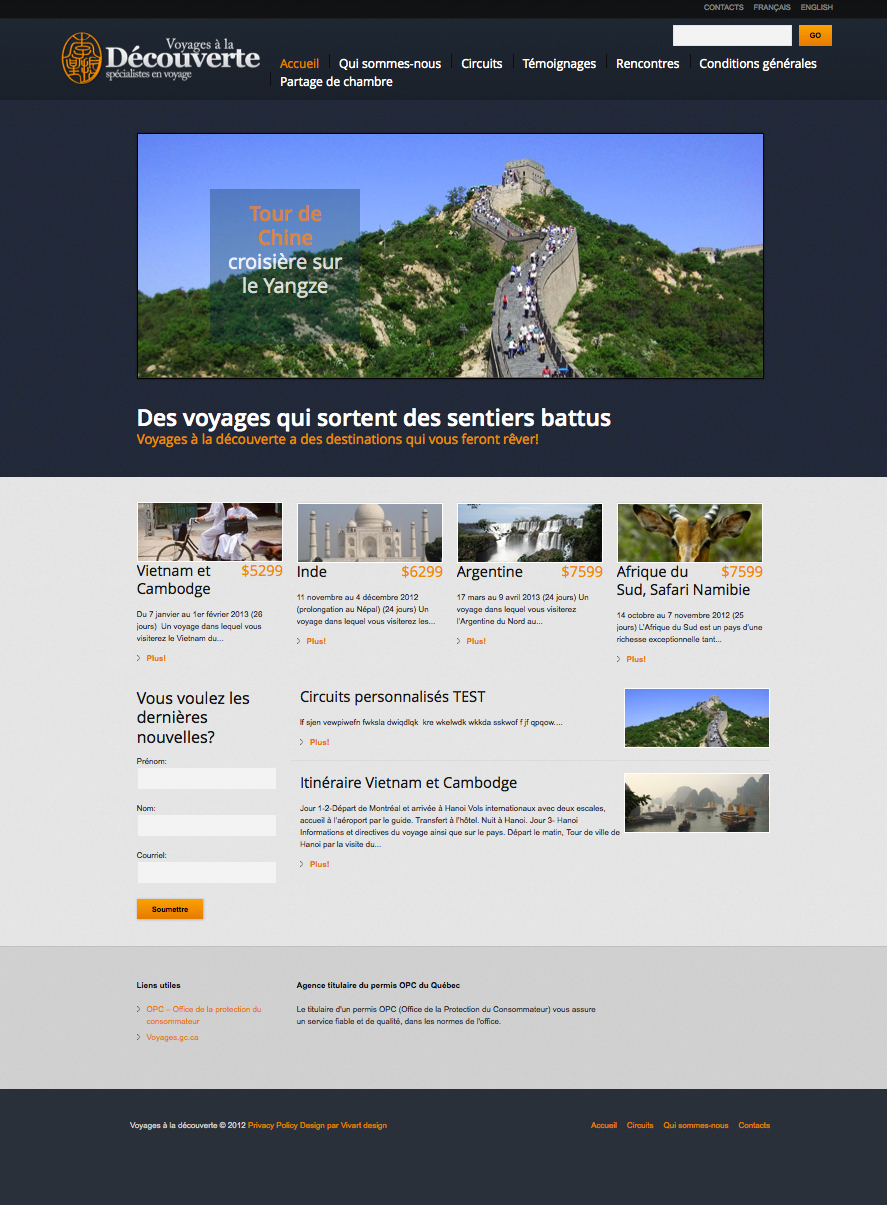 CONTACTS FRANÇAIS ENGLISH
GO
Voyages à la
Découverte
spécialistes en voyage
Accueil Qui sommes-nous Circuits Témoignages Rencontres Conditions générales
Partage de chambre
Tour de
Chine
croisière sur
le Yangze
Des voyages qui sortent des sentiers battus
Voyages à la découverte a des destinations qui vous feront rêver!
Vietnam et $5299
Cambodge
Du 7 janvier au 1er février 2013 (26
jours) Un voyage dans lequel vous
visiterez le Vietnam du...
Plus!
Inde $6299
11 novembre au 4 décembre 2012
(prolongation au Népal) (24 jours) Un
voyage dans lequel vous visiterez les...
Plus!
Argentine $7599
17 mars au 9 avril 2013 (24 jours) Un
voyage dans lequel vous visiterez
l'Argentine du Nord au...
Plus!
Afrique du $7599
Sud, Safari Namibie
14 octobre au 7 novembre 2012 (25
jours) L'Afrique du Sud est un pays d'une
richesse exceptionnelle tant...
Plus!
Vous voulez les
dernières
nouvelles?
Prénom:
Nom:
Courriel:
Soumettre
Circuits personnalisés TEST
lf sjen vewpiwefn fwksla dwiqdlqk kre wkelwdk wkkda sskwof f jf qpqow....
Plus!
Itinéraire Vietnam et Cambodge
Jour 1-2-Départ de Montréal et arrivée à Hanoi Vols internationaux avec deux escales,
accueil à l'aéroport par le guide. Transfert à l'hôtel. Nuit à Hanoi. Jour 3- Hanoi
Informations et directives du voyage ainsi que sur le pays. Départ le matin, Tour de ville de
Hanoi par la visite du...
Plus!
Liens utiles
OPC – Office de la protection du
consommateur
Voyages.gc.ca
Agence titulaire du permis OPC du Québec
Le titulaire d'un permis OPC (Office de la Protection du Consommateur) vous assure
un service fiable et de qualité, dans les normes de l'office.
Voyages à la découverte © 2012 Privacy Policy Design par Vivart design
Accueil Circuits Qui sommes-nous Contacts